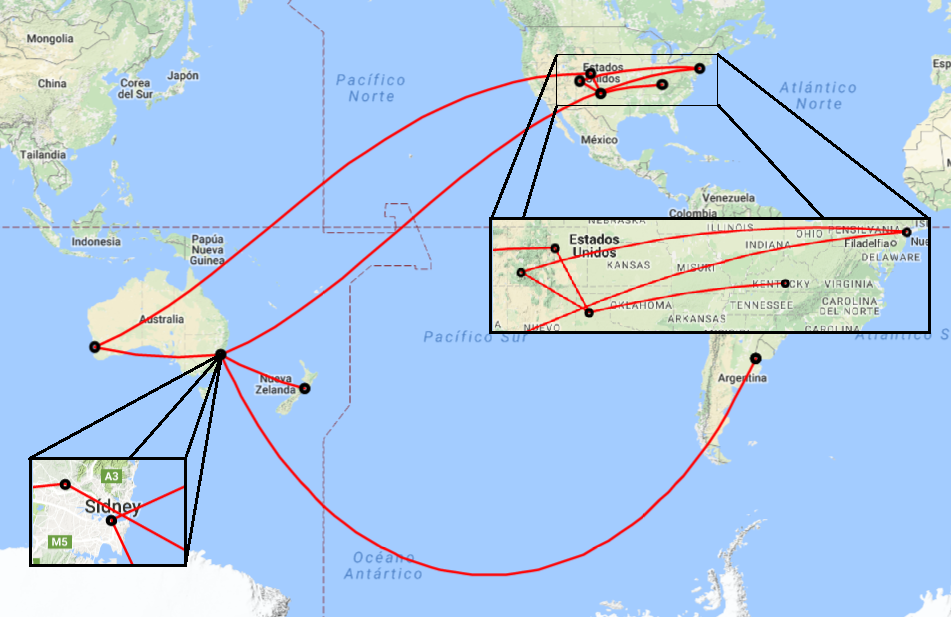 Mongolia
China
Corea
del Sur
Japón
Tailandia
Indonesia
Papúa
Nueva
Guinea
Australia
Nueva
Zelanda
Pacífico
Norte
Estados
Unidos
México
Atlántico
Norte
Esp
Venezuela
Colombia
NEBRASKA
ILLINOIS
OHIO
PENSILVANIA
Estados
Unidos
INDIANA
Filadelfia
Nue
KANSAS
MISURI
DELAWARE
KENTUCKY
VIRGINIA
OKLAHOMA
TENNESSEE
CAROLINA
DEL NORTE
ARKANSAS
NUEVO
CAROLINA
Pacífico Sur
Atlántico S
Argentina
A3
Sídney
M5
Océano
Antártico